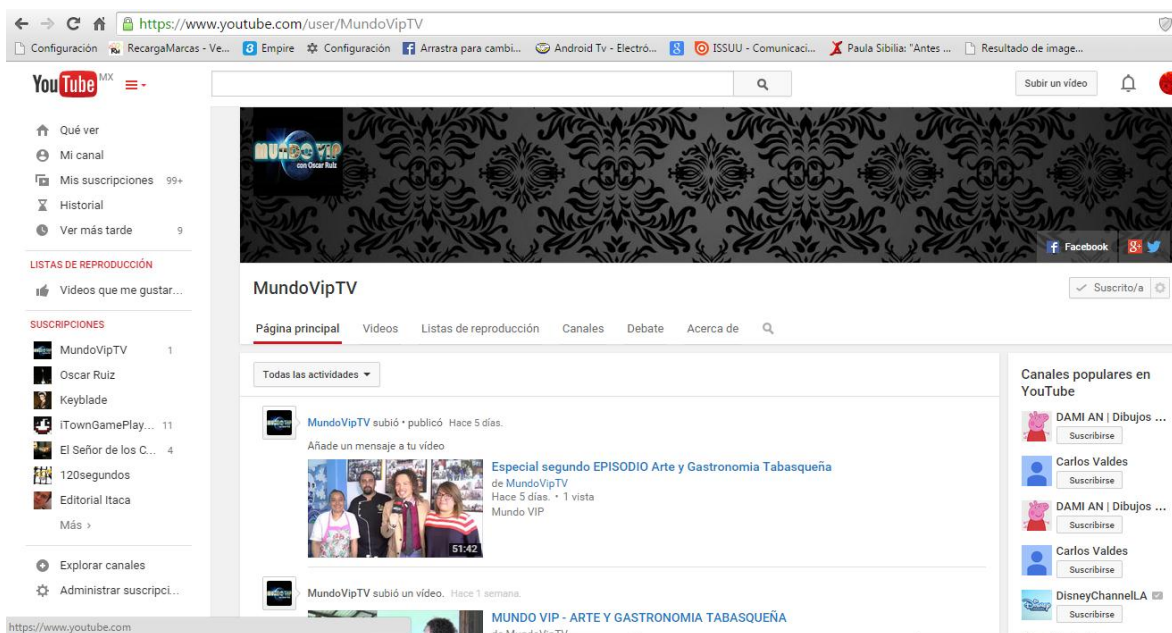 https://www.youtube.com/user/MundoVipTV
Configuración
RecargaMarcas - Ve...
Empire
Configuración
Arrastra para cambi...
Android Tv - Electró...
ISSUU - Comunicaci...
Paula Sibilia: "Antes ...
Resultado de image...
YouTube MX
Subir un vídeo
Qué ver
Mi canal
Mis suscripciones 99+
Historial
Ver más tarde 9
LISTAS DE REPRODUCCIÓN
Videos que me gustar...
SUSCRIPCIONES
MundoVipTV 1
Oscar Ruiz
Keyblade
iTownGamePlay... 11
El Señor de los C... 4
120segundos
Editorial Itaca
Más ›
Explorar canales
Administrar suscripci...
https://www.youtube.com
MUNDO VIP
con Oscar Ruiz
Facebook
MundoVipTV
Suscrito/a
Página principal Videos Listas de reproducción Canales Debate Acerca de
Todas las actividades
MundoVipTV subió • publicó Hace 5 días.
Añade un mensaje a tu vídeo
Especial segundo EPISODIO Arte y Gastronomia Tabasqueña
de MundoVipTV
Hace 5 días. • 1 vista
Mundo VIP
51:42
MundoVipTV subió un vídeo. Hace 1 semana.
MUNDO VIP - ARTE Y GASTRONOMIA TABASQUEÑA
de MundoVipTV
Canales populares en
YouTube
DAMI AN | Dibujos ...
Suscribirse
Carlos Valdes
Suscribirse
DAMI AN | Dibujos ...
Suscribirse
Carlos Valdes
Suscribirse
DisneyChannelLA
Suscribirse